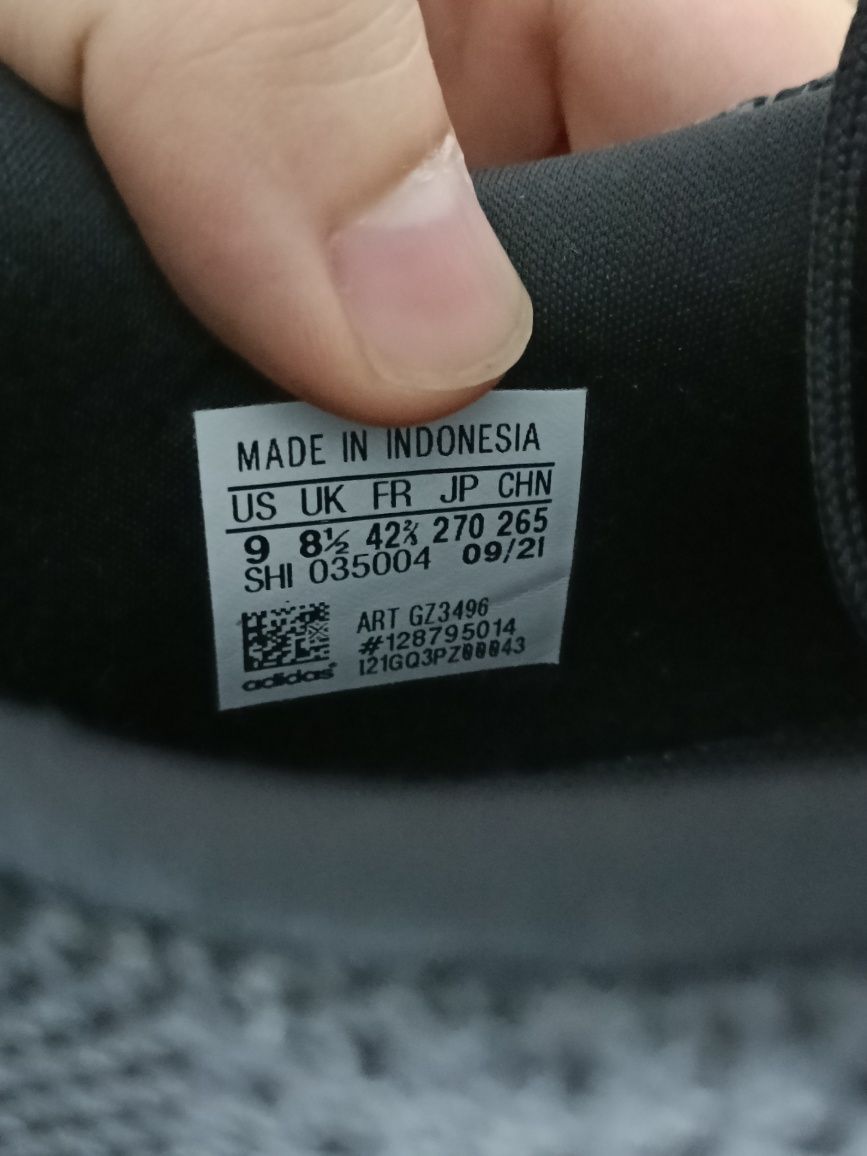 MADE IN INDONESIA
US UK FR JP CHN
9 8½ 42⅔ 270 265
SHI 035004 09/21
ART GZ3496
#128795014
I21GQ3PZ00043
adidas